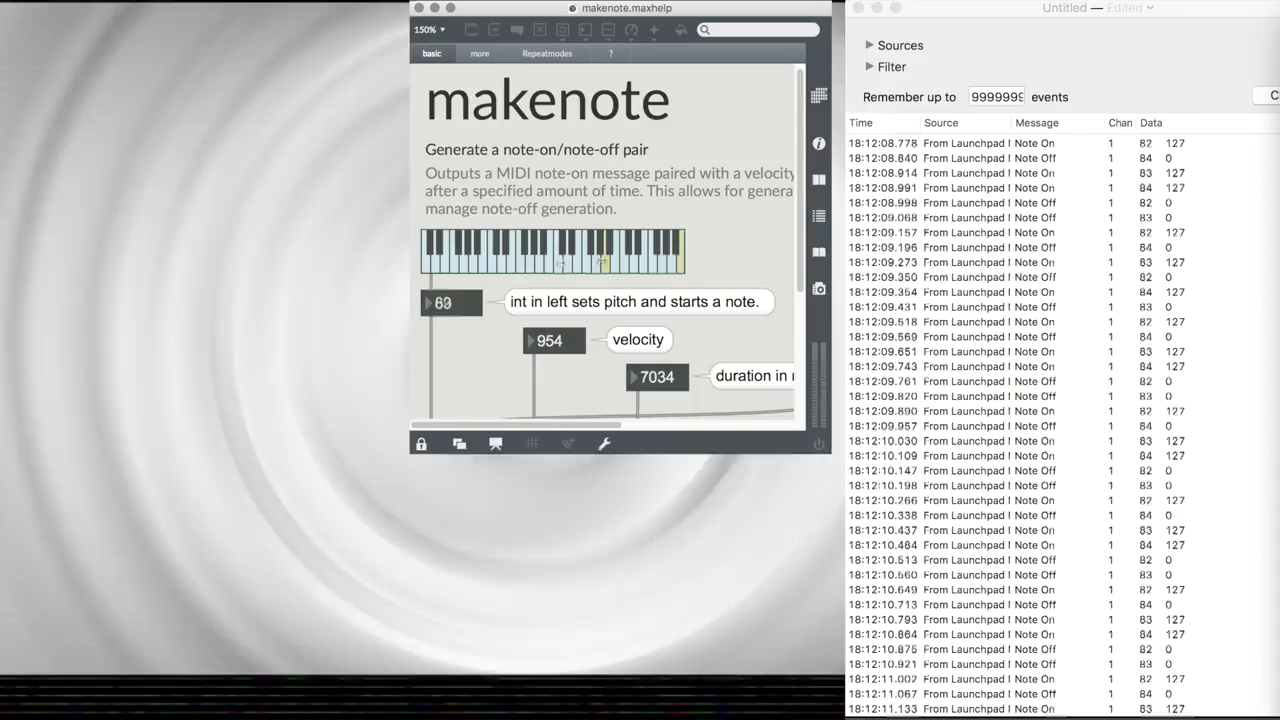 makenote.maxhelp
150% ▾
basic more Repeatmodes ?
makenote
Generate a note-on/note-off pair
Outputs a MIDI note-on message paired with a velocity
after a specified amount of time. This allows for genera
manage note-off generation.
int in left sets pitch and starts a note.
954 velocity
7034 duration in
Untitled — Edited
Sources
Filter
Remember up to 9999999 events
Time Source Message Chan Data
18:12:08.778 From Launchpad Note On 1 82 127
18:12:08.840 From Launchpad Note Off 1 84 0
18:12:08.914 From Launchpad Note On 1 83 127
18:12:08.991 From Launchpad Note On 1 84 127
18:12:08.998 From Launchpad Note Off 1 82 0
18:12:09.068 From Launchpad Note Off 1 83 0
18:12:09.157 From Launchpad Note On 1 82 127
18:12:09.196 From Launchpad Note Off 1 84 0
18:12:09.273 From Launchpad Note On 1 83 127
18:12:09.350 From Launchpad Note Off 1 82 0
18:12:09.354 From Launchpad Note On 1 84 127
18:12:09.431 From Launchpad Note Off 1 83 0
18:12:09.518 From Launchpad Note On 1 82 127
18:12:09.569 From Launchpad Note Off 1 84 0
18:12:09.651 From Launchpad Note On 1 83 127
18:12:09.743 From Launchpad Note On 1 84 127
18:12:09.761 From Launchpad Note Off 1 82 0
18:12:09.820 From Launchpad Note Off 1 83 0
From Launchpad Note On 1 82 127
18:12:09.957 From Launchpad Note Off 1 84 0
18:12:10.030 From Launchpad Note On 1 83 127
18:12:10.109 From Launchpad Note On 1 84 127
18:12:10.147 From Launchpad Note Off 1 82 0
18:12:10.198 From Launchpad Note Off 1 83 0
18:12:10.266 From Launchpad Note On 1 82 127
18:12:10.338 From Launchpad Note Off 1 84 0
18:12:10.437 From Launchpad Note On 1 83 127
18:12:10.484 From Launchpad Note On 1 84 127
18:12:10.513 From Launchpad Note Off 1 82 0
18:12:10.560 From Launchpad Note Off 1 83 0
18:12:10.649 From Launchpad Note On 1 82 127
18:12:10.713 From Launchpad Note Off 1 84 0
18:12:10.793 From Launchpad Note On 1 83 127
18:12:10.864 From Launchpad Note On 1 84 127
18:12:10.875 From Launchpad Note Off 1 82 0
18:12:10.921 From Launchpad Note Off 1 83 0
18:12:11.002 From Launchpad Note On 1 82 127
18:12:11.067 From Launchpad Note Off 1 84 0
18:12:11.133 From Launchpad Note On 1 83 127